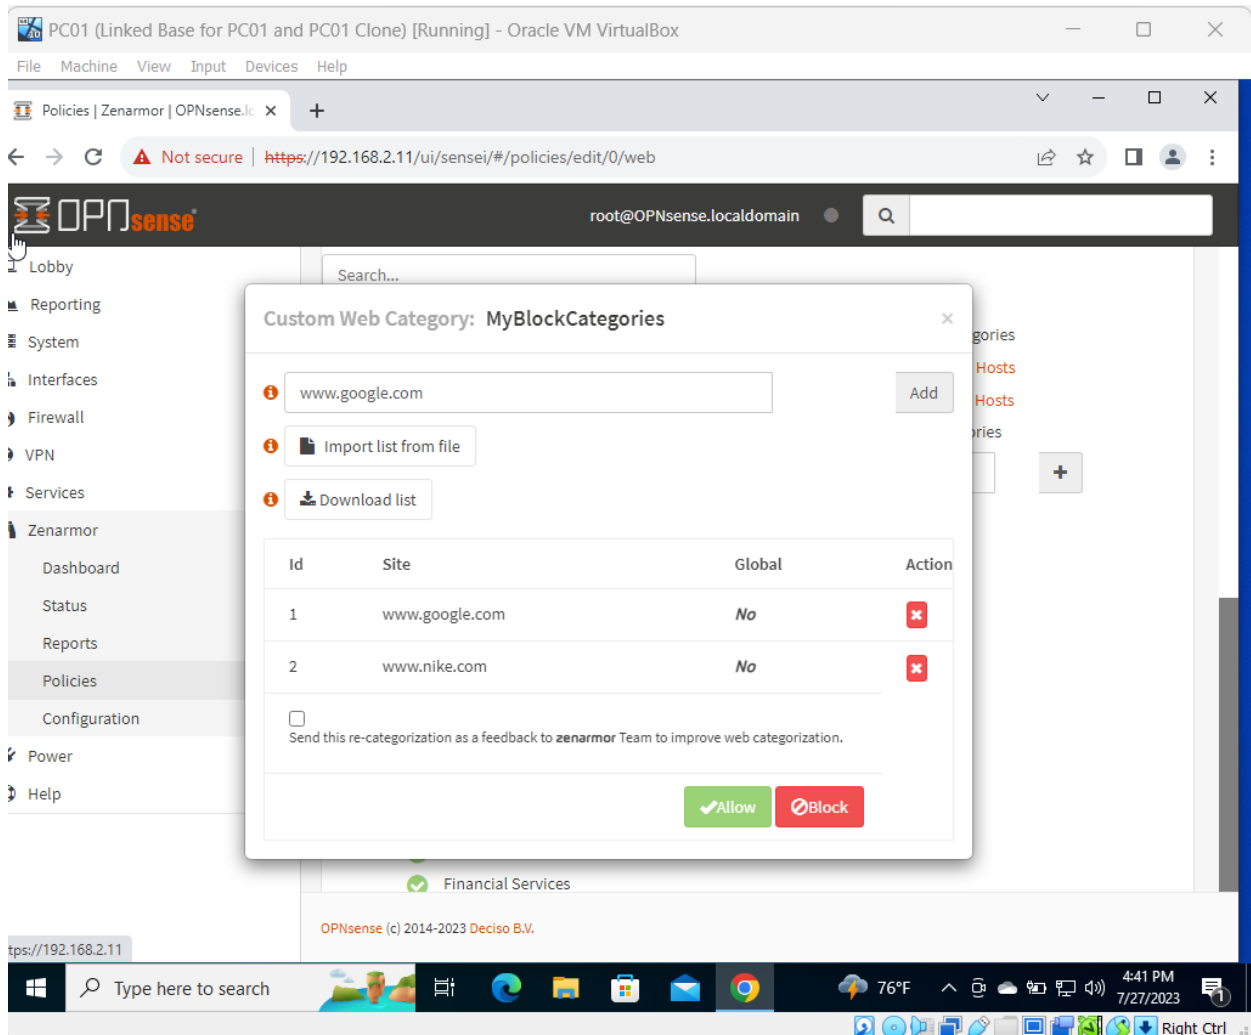 PC01 (Linked Base for PC01 and PC01 Clone) [Running] - Oracle VM VirtualBox
File Machine View Input Devices Help
Policies | Zenarmor | OPNsense.lo
Not secure | https://192.168.2.11/ui/sensei/#/policies/edit/0/web
OPNsense
root@OPNsense.localdomain
Lobby
Reporting
System
Interfaces
Firewall
VPN
Services
Zenarmor
Dashboard
Status
Reports
Policies
Configuration
Power
Help
Search...
gories
Hosts
Hosts
ories
Custom Web Category: MyBlockCategories
www.google.com
Add
Import list from file
Download list
Id Site Global Action
1 www.google.com No
2 www.nike.com No
Send this re-categorization as a feedback to zenarmor Team to improve web categorization.
Allow Block
Financial Services
OPNsense (c) 2014-2023 Deciso B.V.
tps://192.168.2.11
Type here to search
76°F
4:41 PM
7/27/2023
1
Right Ctrl